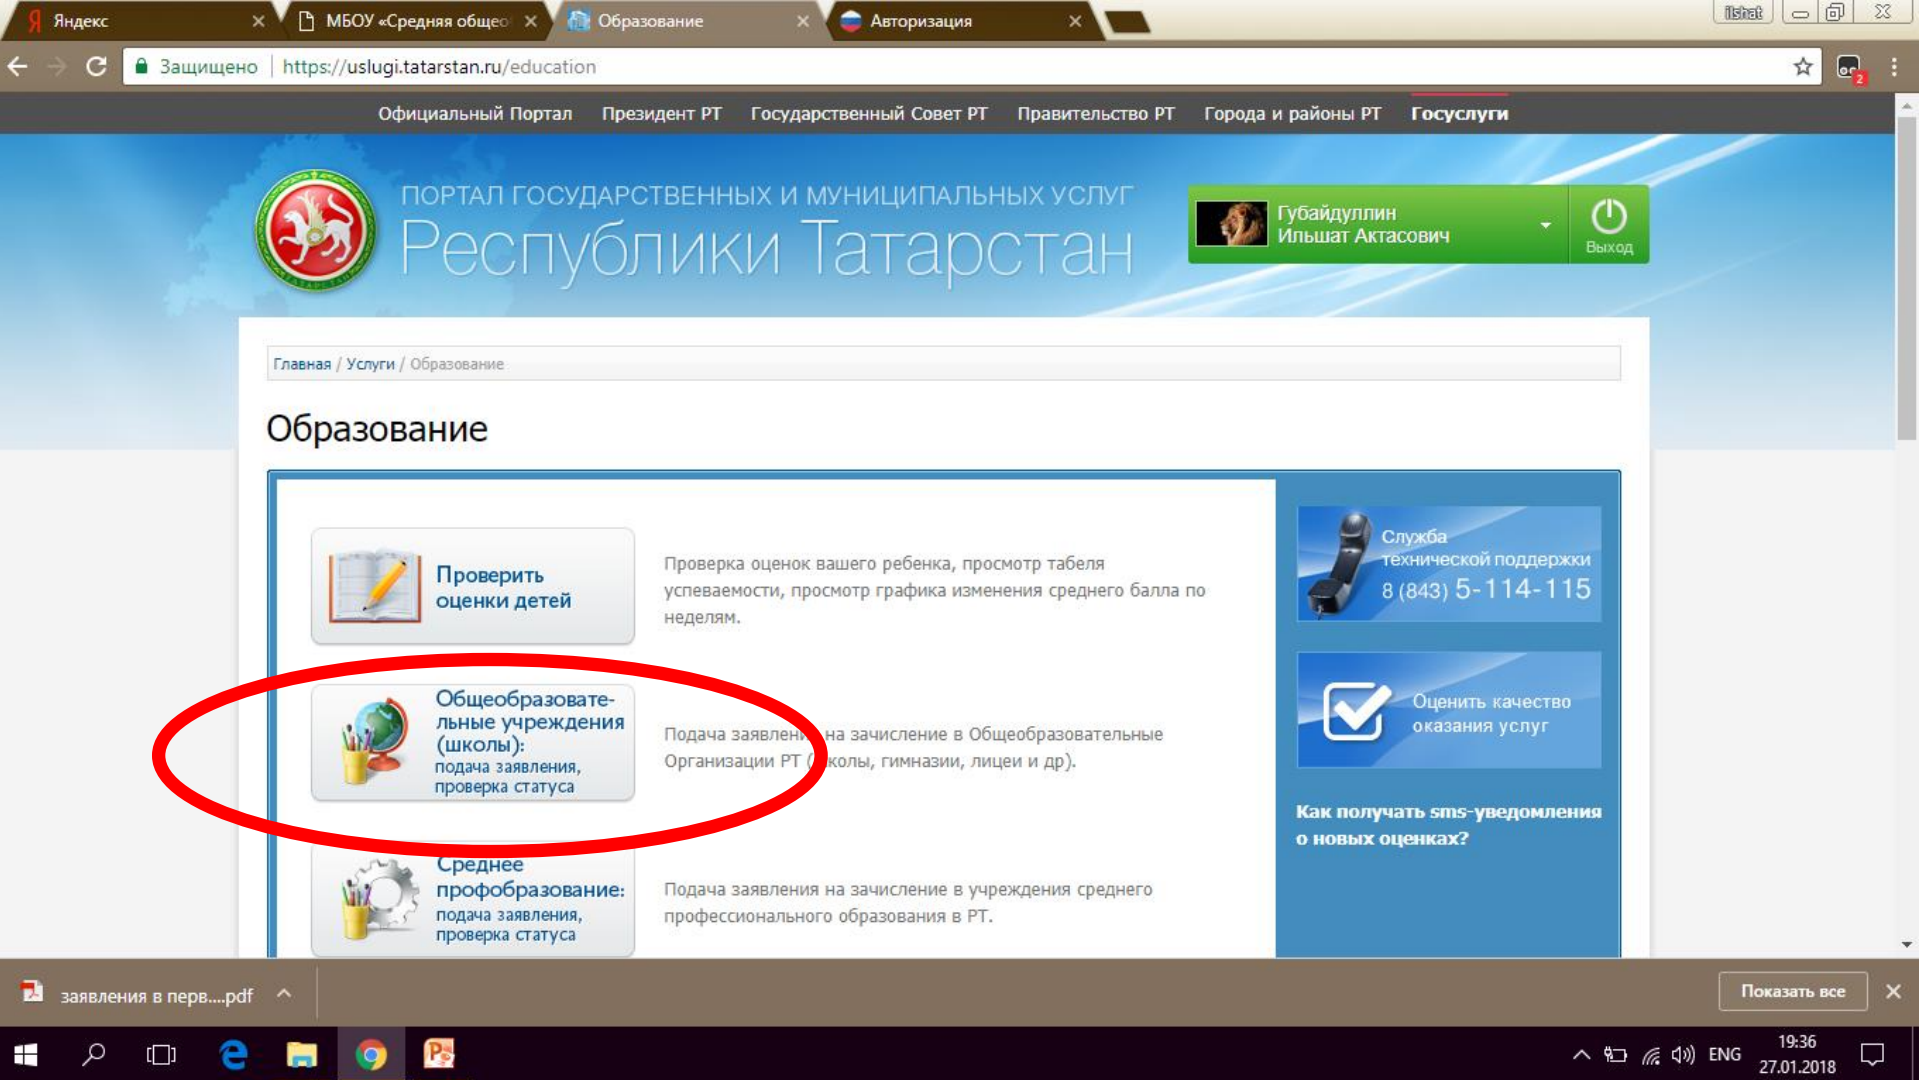 Яндекс
МБОУ «Средняя общео
Образование
Авторизация
ilshat
Защищено
https://uslugi.tatarstan.ru/education
2
Официальный Портал
Президент РТ
Государственный Совет РТ
Правительство РТ
Города и районы РТ
Госуслуги
ПОРТАЛ ГОСУДАРСТВЕННЫХ И МУНИЦИПАЛЬНЫХ УСЛУГ
Республики Татарстан
Губайдуллин
Ильшат Актасович
Выход
Главная / Услуги / Образование
Образование
Проверить
оценки детей
Проверка оценок вашего ребенка, просмотр табеля
успеваемости, просмотр графика изменения среднего балла по
неделям.
Общеобразовате-
льные учреждения
(школы):
подача заявления,
проверка статуса
Подача заявления на зачисление в Общеобразовательные
Организации РТ (школы, гимназии, лицеи и др).
Среднее
профобразование:
подача заявления,
проверка статуса
Подача заявления на зачисление в учреждения среднего
профессионального образования в РТ.
Служба
технической поддержки
8 (843) 5-114-115
Оценить качество
оказания услуг
Как получать sms-уведомления
о новых оценках?
заявления в перв....pdf
Показать все
ENG
19:36
27.01.2018